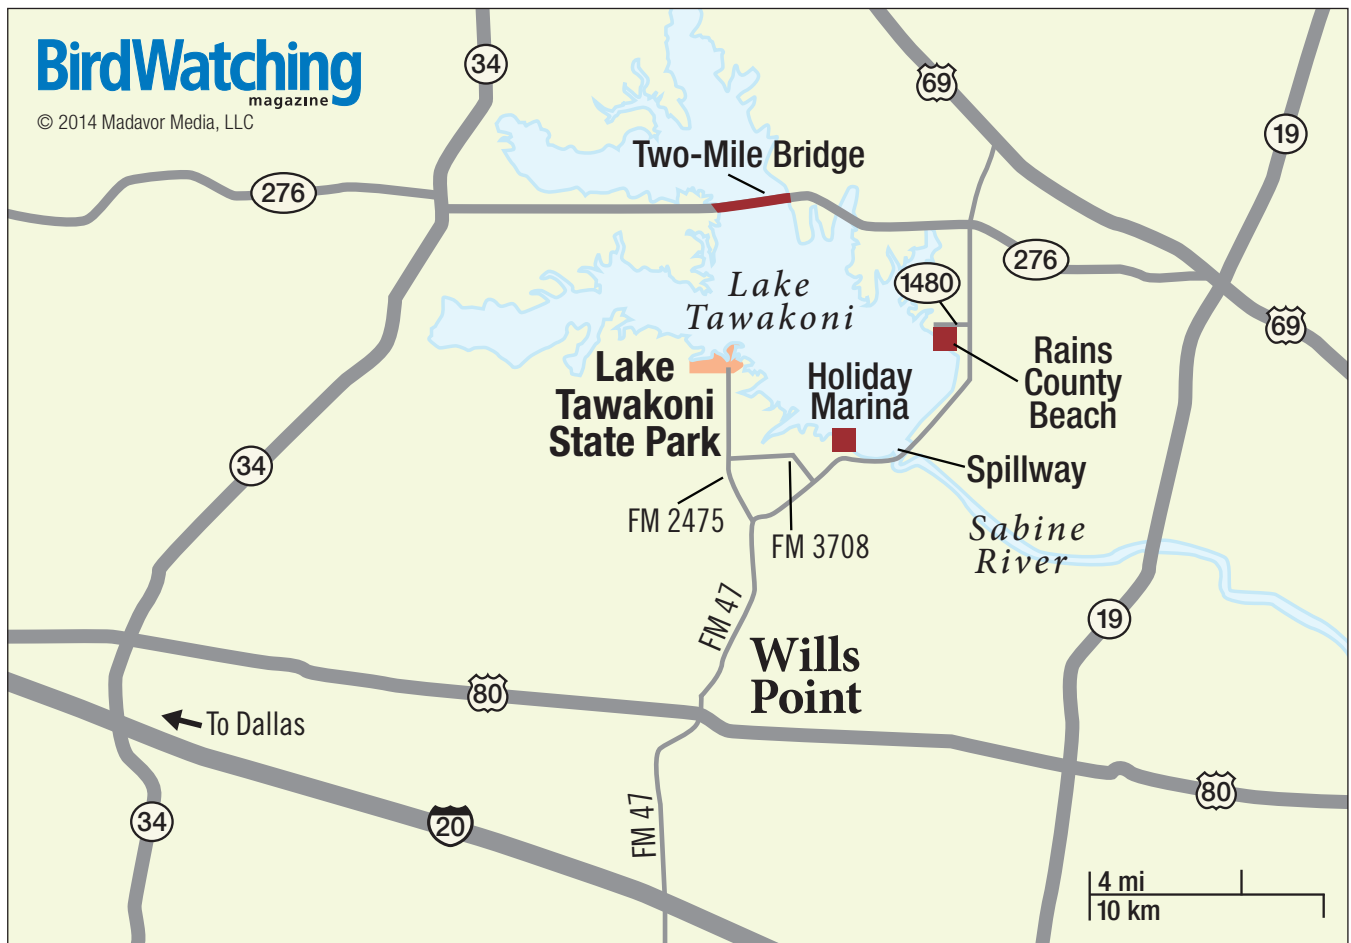 BirdWatching
magazine
© 2014 Madavor Media, LLC
34
69
19
Two-Mile Bridge
276
276
1480
Lake
Tawakoni
69
Rains
County
Beach
Lake
Tawakoni
State Park
Holiday
Marina
34
Spillway
FM 2475
FM 3708
Sabine
River
FM 47
19
Wills
Point
80
To Dallas
80
34
20
FM 47
4 mi
10 km